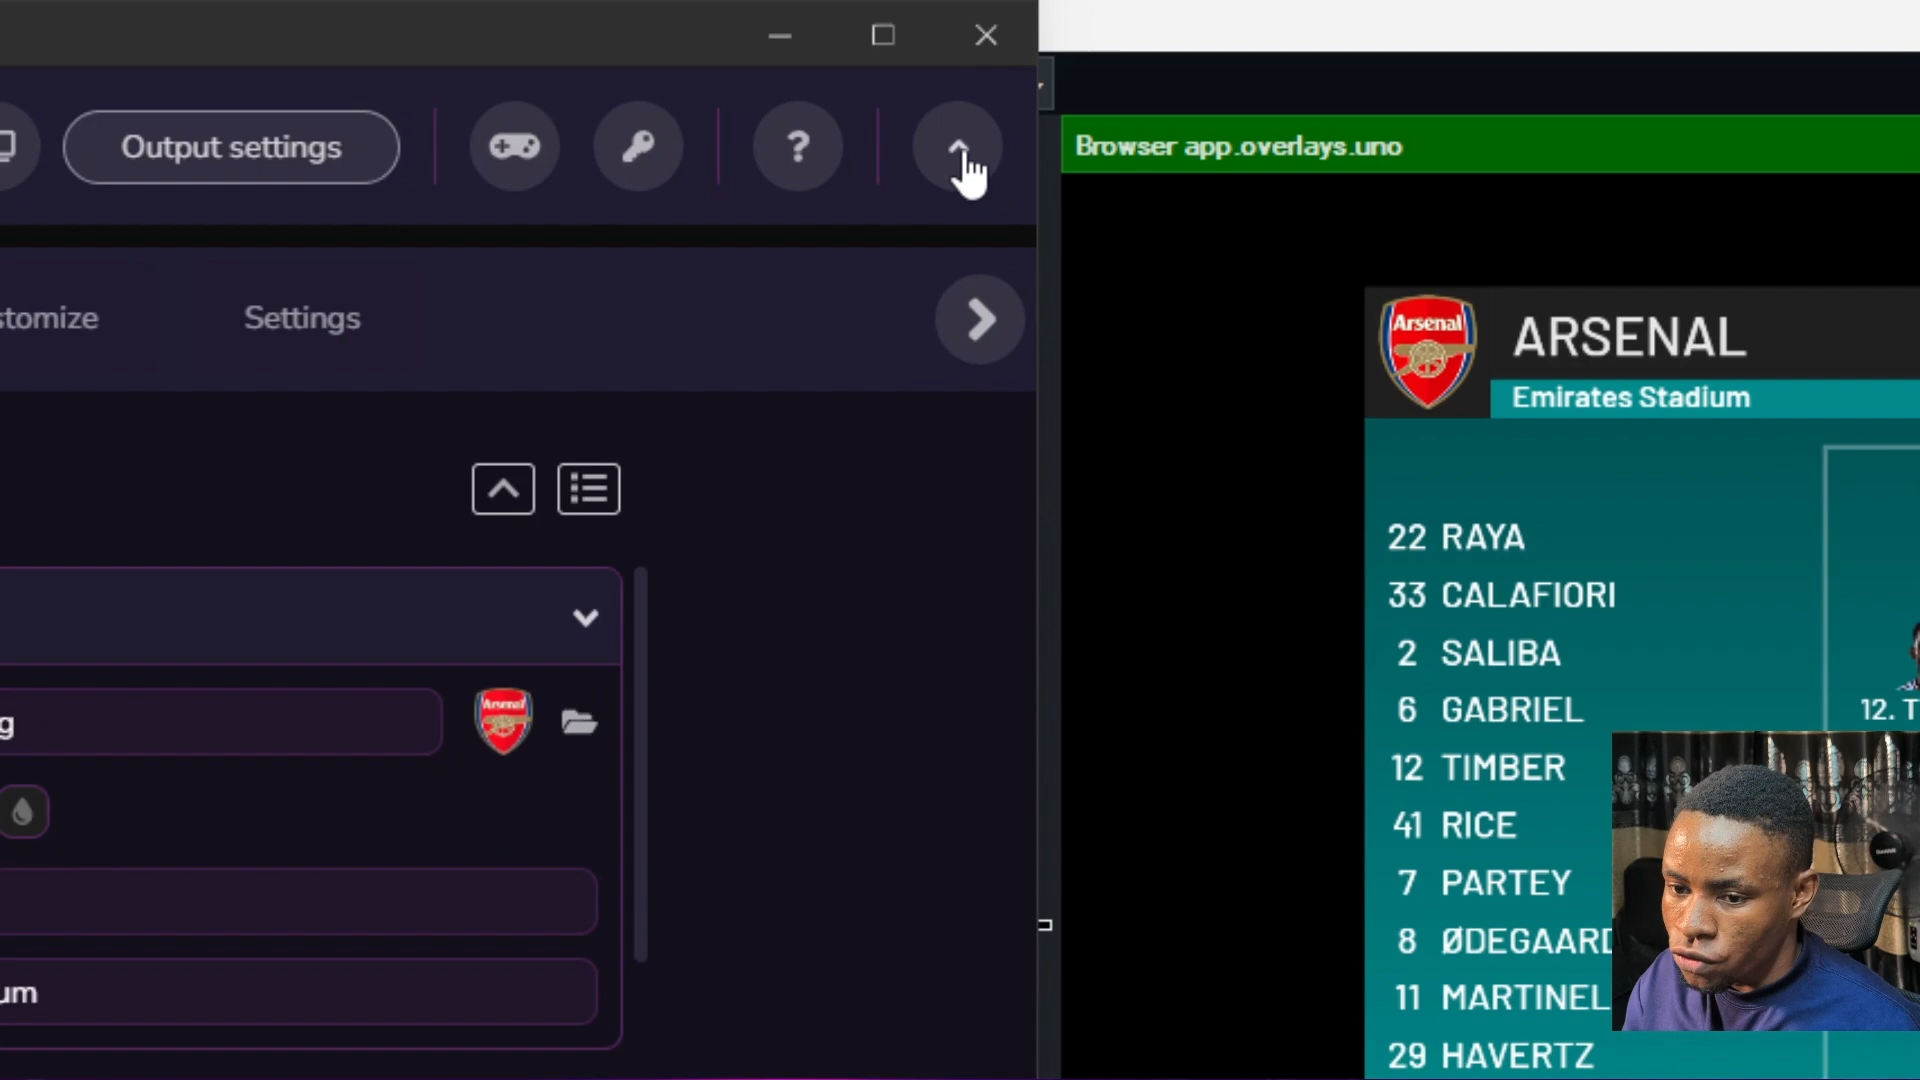 Output settings
?
stomize
Settings
g
um
Browser app.overlays.uno
Arsenal
ARSENAL
Emirates Stadium
22 RAYA
33 CALAFIORI
2 SALIBA
6 GABRIEL
12 TIMBER
41 RICE
7 PARTEY
8 ØDEGAARD
11 MARTINEL
29 HAVERTZ
12. T
Arsenal